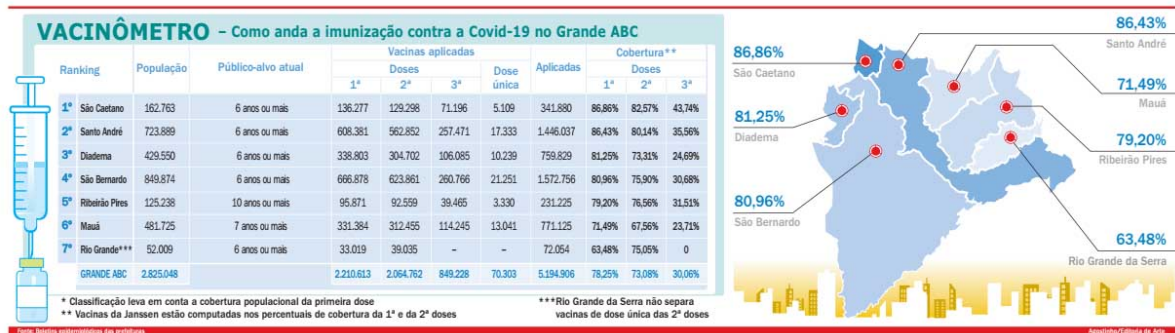 VACINÔMETRO – Como anda a imunização contra a Covid-19 no Grande ABC
Ranking População Público-alvo atual Vacinas aplicadas Aplicadas Cobertura**
Doses Dose única Doses
1ª 2ª 3ª 1ª 2ª 3ª
1º São Caetano 162.763 6 anos ou mais 136.277 129.298 71.196 5.109 341.880 86,86% 82,57% 43,74%
2º Santo André 723.889 6 anos ou mais 608.381 562.852 257.471 17.333 1.446.037 86,43% 80,14% 35,56%
3º Diadema 429.550 6 anos ou mais 338.803 304.702 106.085 10.239 759.829 81,25% 73,31% 24,69%
4º São Bernardo 849.874 6 anos ou mais 666.878 623.861 260.766 21.251 1.572.756 80,96% 75,90% 30,68%
5º Ribeirão Pires 125.238 10 anos ou mais 95.871 92.559 39.465 3.330 231.225 79,20% 76,56% 31,51%
6º Mauá 481.725 7 anos ou mais 331.384 312.455 114.245 13.041 771.125 71,49% 67,56% 23,71%
7º Rio Grande*** 52.009 6 anos ou mais 33.019 39.035 – – 72.054 63,48% 75,05% 0
GRANDE ABC 2.825.048 2.210.613 2.064.762 849.228 70.303 5.194.906 78,25% 73,08% 30,06%
* Classificação leva em conta a cobertura populacional da primeira dose
** Vacinas da Janssen estão computadas nos percentuais de cobertura da 1ª e da 2ª doses
***Rio Grande da Serra não separa
vacinas de dose única das 2ª doses
86,86%
São Caetano
81,25%
Diadema
80,96%
São Bernardo
86,43%
Santo André
71,49%
Mauá
79,20%
Ribeirão Pires
63,48%
Rio Grande da Serra
Fonte: Boletins epidemiológicos das prefeituras
Agostinho/Editoria de Arte